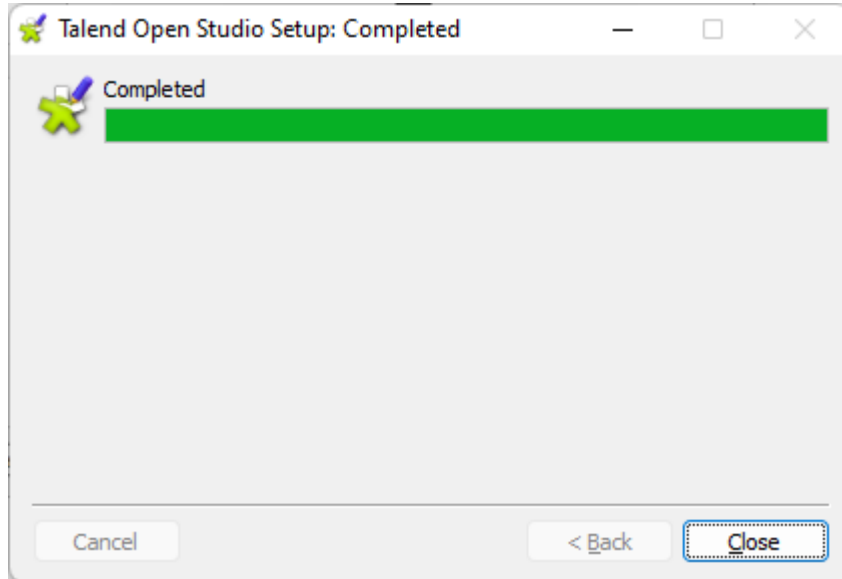 Talend Open Studio Setup: Completed
Completed
Cancel
< Back
Close